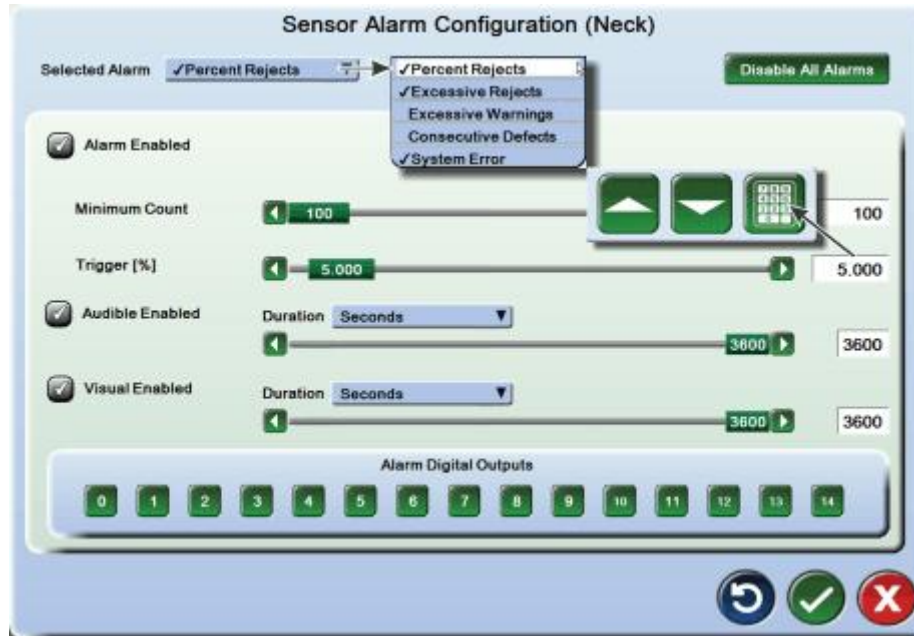 Sensor Alarm Configuration (Neck)
Selected Alarm ✓Percent Rejects
✓Percent Rejects
✓Excessive Rejects
Excessive Warnings
Consecutive Defects
✓System Error
Disable All Alarms
Alarm Enabled
Minimum Count 100 100
Trigger [%] 5.000 5.000
Audible Enabled Duration Seconds
3600 3600
Visual Enabled Duration Seconds
3600 3600
Alarm Digital Outputs
0 1 2 3 4 5 6 7 8 9 10 11 12 13 14